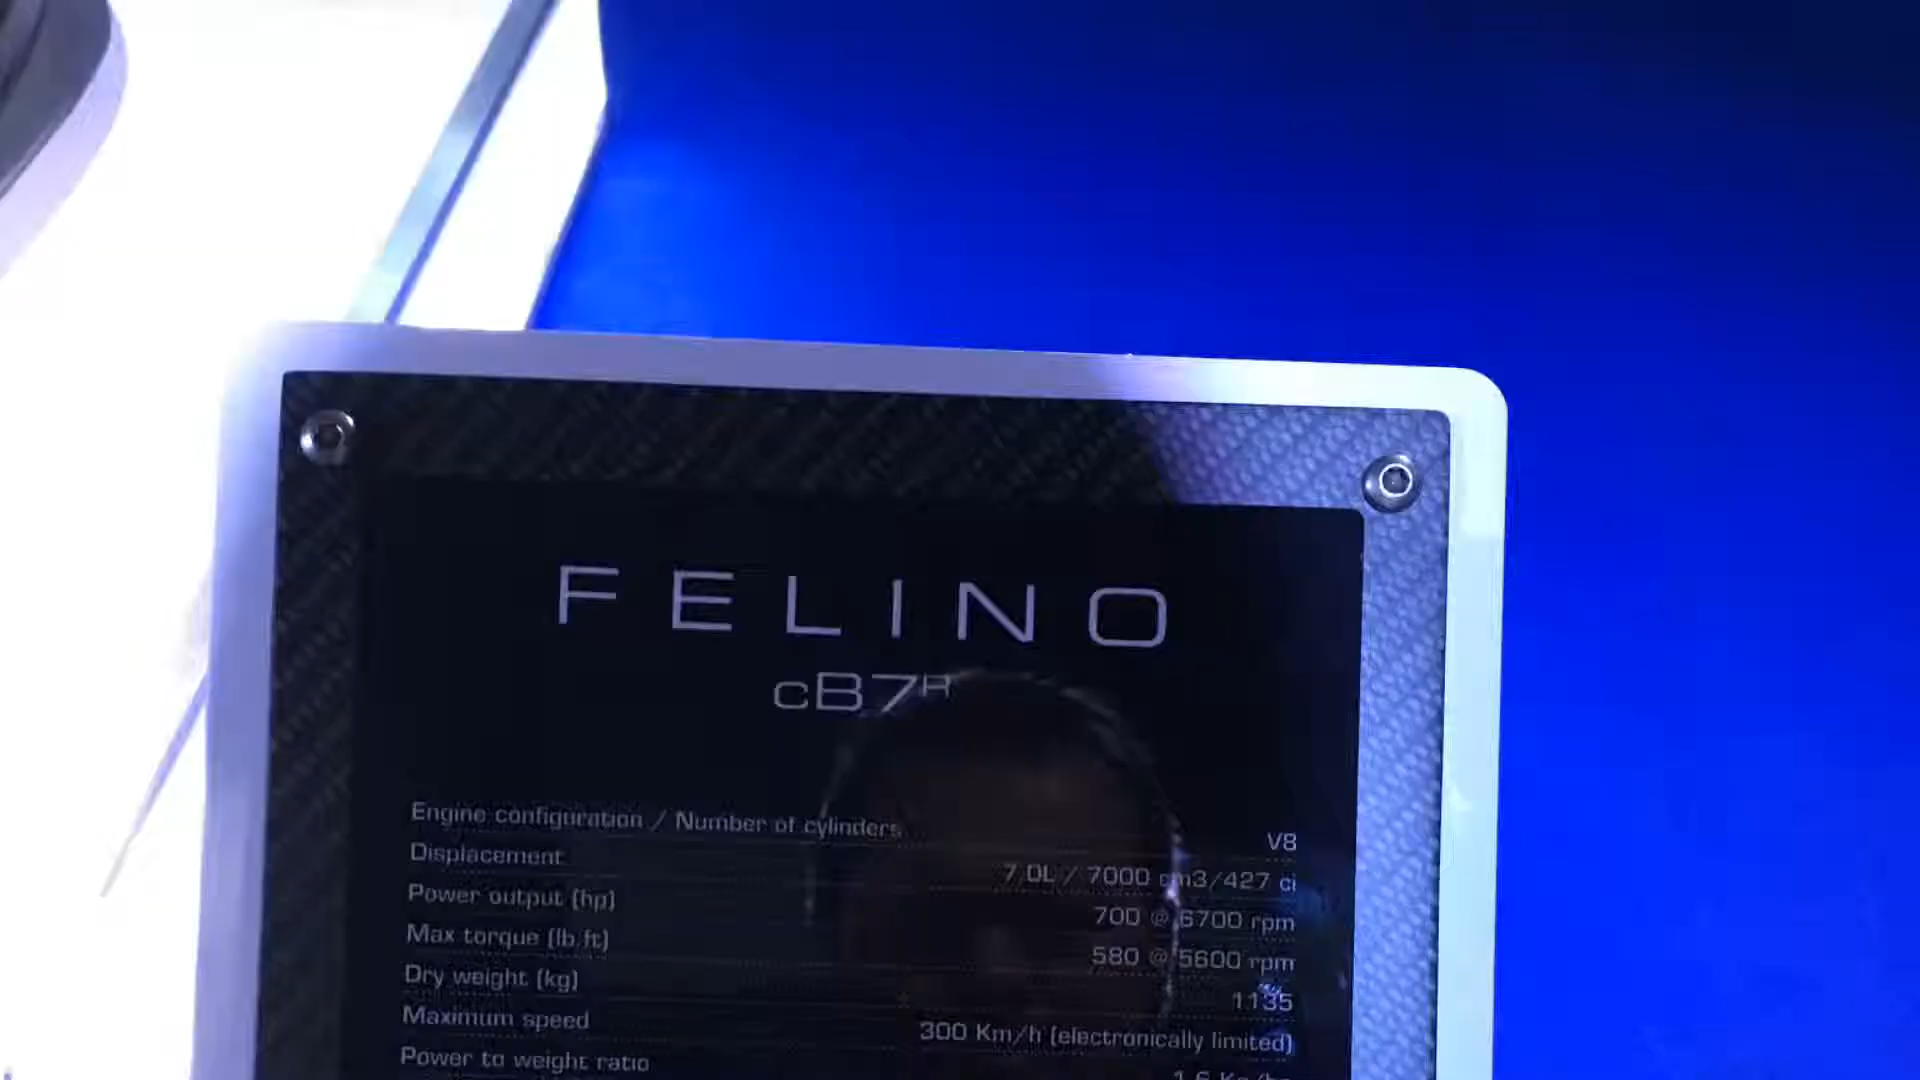 FELINO
cB7R
Engine configuration / Number of cylinders V8
Displacement 7.0L / 7000 cm3/427 ci
Power output (hp) 700 @ 6700 rpm
Max torque (lb.ft) 580 @ 5600 rpm
Dry weight (kg) 1135
Maximum speed 300 Km/h (electronically limited)
Power to weight ratio